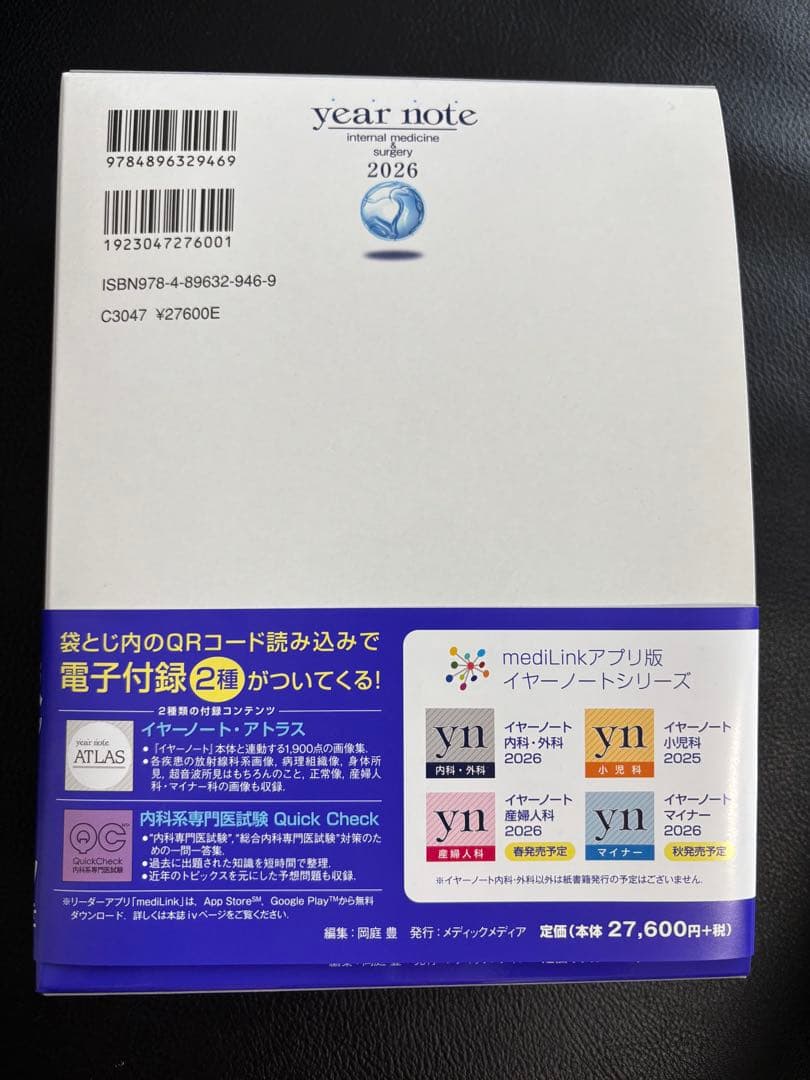 9784896329469
1923047276001
ISBN978-4-89632-946-9
C3047 ¥27600E
year note
internal medicine
&
surgery
2026
袋とじ内のQRコード読み込みで
電子付録2種がついてくる!
2種類の付録コンテンツ
year note
ATLAS
イヤーノート・アトラス
●『イヤーノート』本体と連動する1,900点の画像集.
●各疾患の放射線科系画像, 病理組織像, 身体所
見, 超音波所見はもちろんのこと, 正常像, 産婦人
科・マイナー科の画像も収録.
QC
QuickCheck
内科系専門医試験
内科系専門医試験 Quick Check
●"内科専門医試験", "総合内科専門医試験"対策のた
めの一問一答集.
●過去に出題された知識を短時間で整理.
●近年のトピックスを元にした予想問題も収録.
※リーダーアプリ「mediLink」は, App Store℠, Google Play™から無料
ダウンロード. 詳しくは本誌ivページをご覧ください.
mediLinkアプリ版
イヤーノートシリーズ
yn
内科・外科
イヤーノート
内科・外科
2026
yn
小児科
イヤーノート
小児科
2025
yn
産婦人科
イヤーノート
産婦人科
2026
春発売予定
yn
マイナー
イヤーノート
マイナー
2026
秋発売予定
※イヤーノート内科・外科以外は紙書籍発行の予定はございません.
編集:岡庭 豊 発行:メディックメディア 定価(本体 27,600円+税)